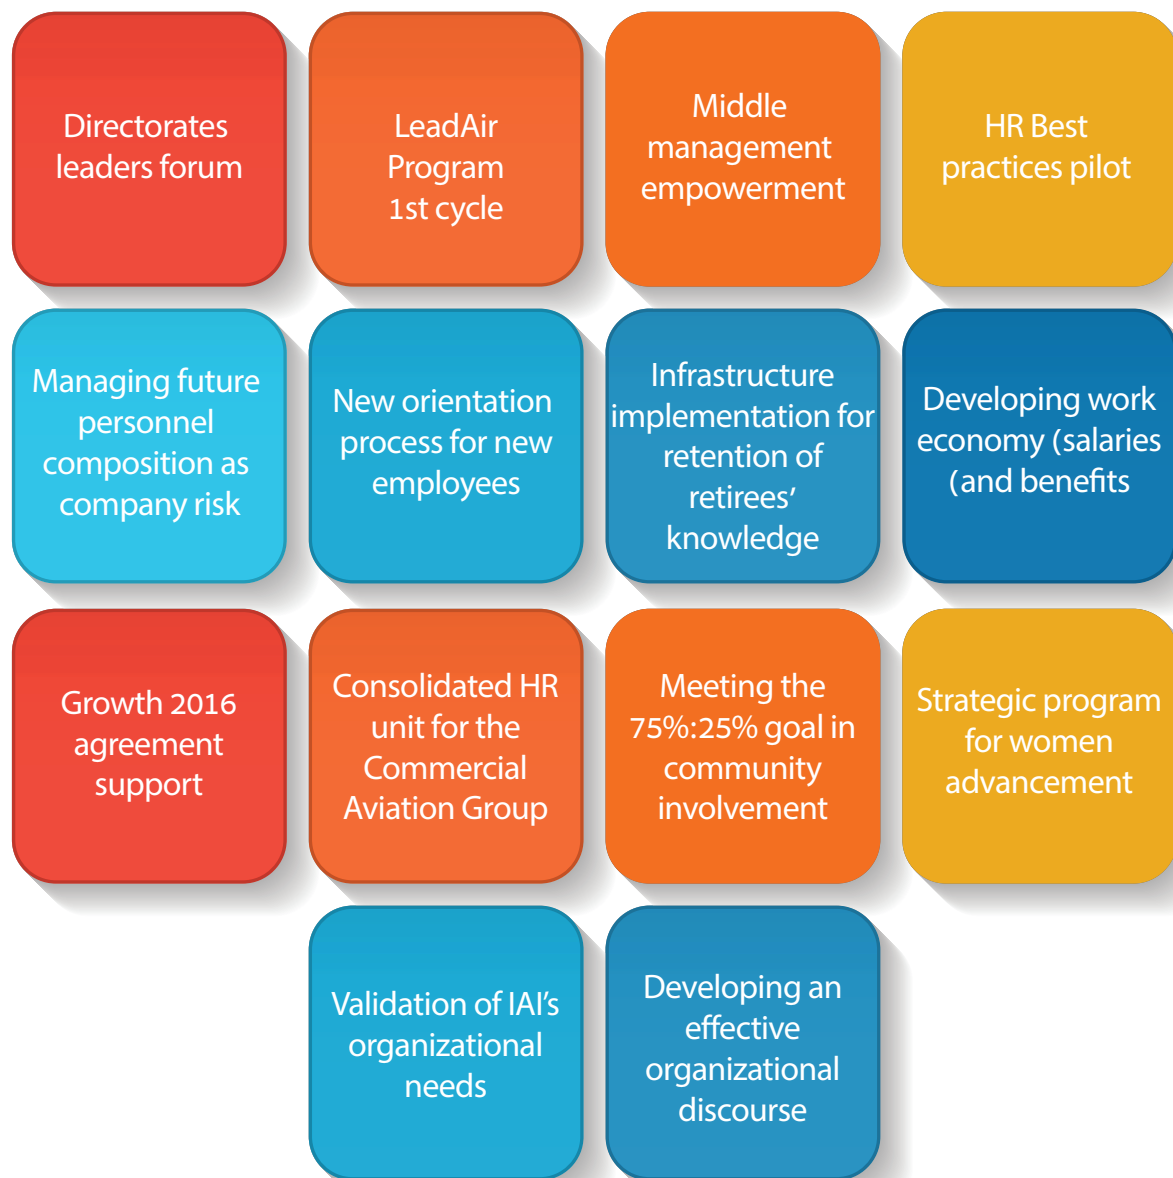 Directorates
leaders forum
LeadAir
Program
1st cycle
Middle
management
empowerment
HR Best
practices pilot
Managing future
personnel
composition as
company risk
New orientation
process for new
employees
Infrastructure
implementation for
retention of
retirees’
knowledge
Developing work
economy (salaries
(and benefits
Growth 2016
agreement
support
Consolidated HR
unit for the
Commercial
Aviation Group
Meeting the
75%:25% goal in
community
involvement
Strategic program
for women
advancement
Validation of IAI’s
organizational
needs
Developing an
effective
organizational
discourse